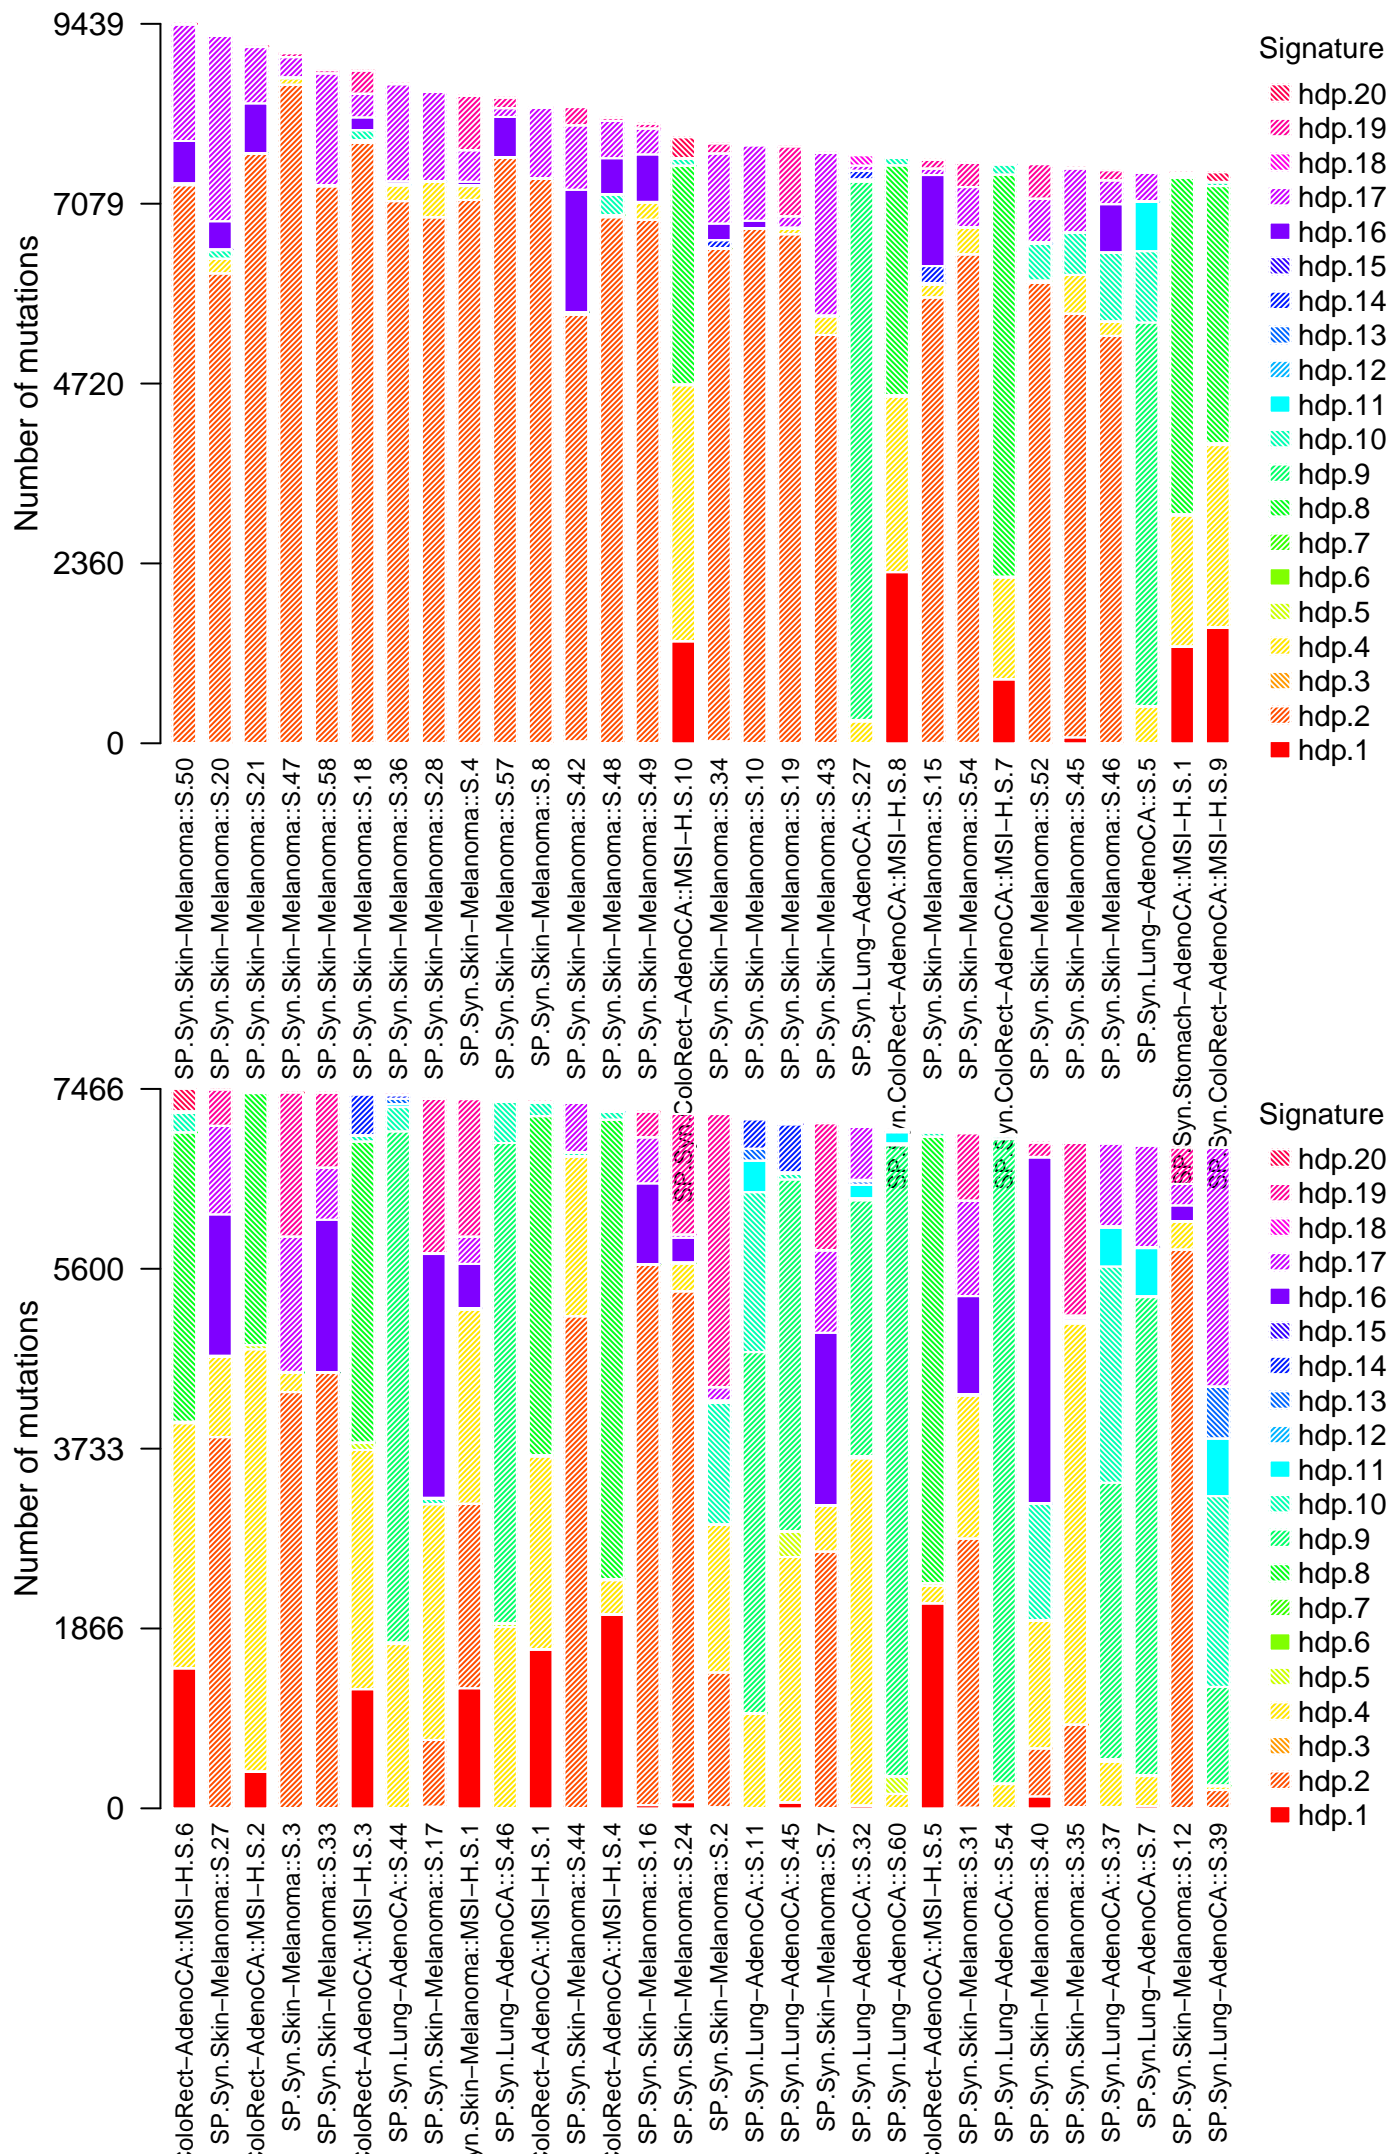 Number of mutations
9439
7079
4720
2360
0
SP.Syn.Skin−Melanoma::S.50
SP.Syn.Skin−Melanoma::S.20
SP.Syn.Skin−Melanoma::S.21
SP.Syn.Skin−Melanoma::S.47
SP.Syn.Skin−Melanoma::S.58
SP.Syn.Skin−Melanoma::S.18
SP.Syn.Skin−Melanoma::S.36
SP.Syn.Skin−Melanoma::S.28
SP.Syn.Skin−Melanoma::S.4
SP.Syn.Skin−Melanoma::S.57
SP.Syn.Skin−Melanoma::S.8
SP.Syn.Skin−Melanoma::S.42
SP.Syn.Skin−Melanoma::S.48
SP.Syn.Skin−Melanoma::S.49
SP.Syn.ColoRect−AdenoCA::MSI−H.S.10
SP.Syn.Skin−Melanoma::S.34
SP.Syn.Skin−Melanoma::S.10
SP.Syn.Skin−Melanoma::S.19
SP.Syn.Skin−Melanoma::S.43
SP.Syn.Lung−AdenoCA::S.27
SP.Syn.ColoRect−AdenoCA::MSI−H.S.8
SP.Syn.Skin−Melanoma::S.15
SP.Syn.Skin−Melanoma::S.54
SP.Syn.ColoRect−AdenoCA::MSI−H.S.7
SP.Syn.Skin−Melanoma::S.52
SP.Syn.Skin−Melanoma::S.45
SP.Syn.Skin−Melanoma::S.46
SP.Syn.Lung−AdenoCA::S.5
SP.Syn.Stomach−AdenoCA::MSI−H.S.1
SP.Syn.ColoRect−AdenoCA::MSI−H.S.9
Signature
hdp.20
hdp.19
hdp.18
hdp.17
hdp.16
hdp.15
hdp.14
hdp.13
hdp.12
hdp.11
hdp.10
hdp.9
hdp.8
hdp.7
hdp.6
hdp.5
hdp.4
hdp.3
hdp.2
hdp.1
Number of mutations
7466
5600
3733
1866
0
coloRect−AdenoCA::MSI−H.S.6
SP.Syn.Skin−Melanoma::S.27
coloRect−AdenoCA::MSI−H.S.2
SP.Syn.Skin−Melanoma::S.3
SP.Syn.Skin−Melanoma::S.33
coloRect−AdenoCA::MSI−H.S.3
SP.Syn.Lung−AdenoCA::S.44
SP.Syn.Skin−Melanoma::S.17
yn.Skin−Melanoma::MSI−H.S.1
SP.Syn.Lung−AdenoCA::S.46
coloRect−AdenoCA::MSI−H.S.1
SP.Syn.Skin−Melanoma::S.44
coloRect−AdenoCA::MSI−H.S.4
SP.Syn.Skin−Melanoma::S.16
SP.Syn.Skin−Melanoma::S.24
SP.Syn.Skin−Melanoma::S.2
SP.Syn.Lung−AdenoCA::S.11
SP.Syn.Lung−AdenoCA::S.45
SP.Syn.Skin−Melanoma::S.7
SP.Syn.Lung−AdenoCA::S.32
SP.Syn.Lung−AdenoCA::S.60
coloRect−AdenoCA::MSI−H.S.5
SP.Syn.Skin−Melanoma::S.31
SP.Syn.Lung−AdenoCA::S.54
SP.Syn.Skin−Melanoma::S.40
SP.Syn.Skin−Melanoma::S.35
SP.Syn.Lung−AdenoCA::S.37
SP.Syn.Lung−AdenoCA::S.7
SP.Syn.Skin−Melanoma::S.12
SP.Syn.Lung−AdenoCA::S.39
Signature
hdp.20
hdp.19
hdp.18
hdp.17
hdp.16
hdp.15
hdp.14
hdp.13
hdp.12
hdp.11
hdp.10
hdp.9
hdp.8
hdp.7
hdp.6
hdp.5
hdp.4
hdp.3
hdp.2
hdp.1